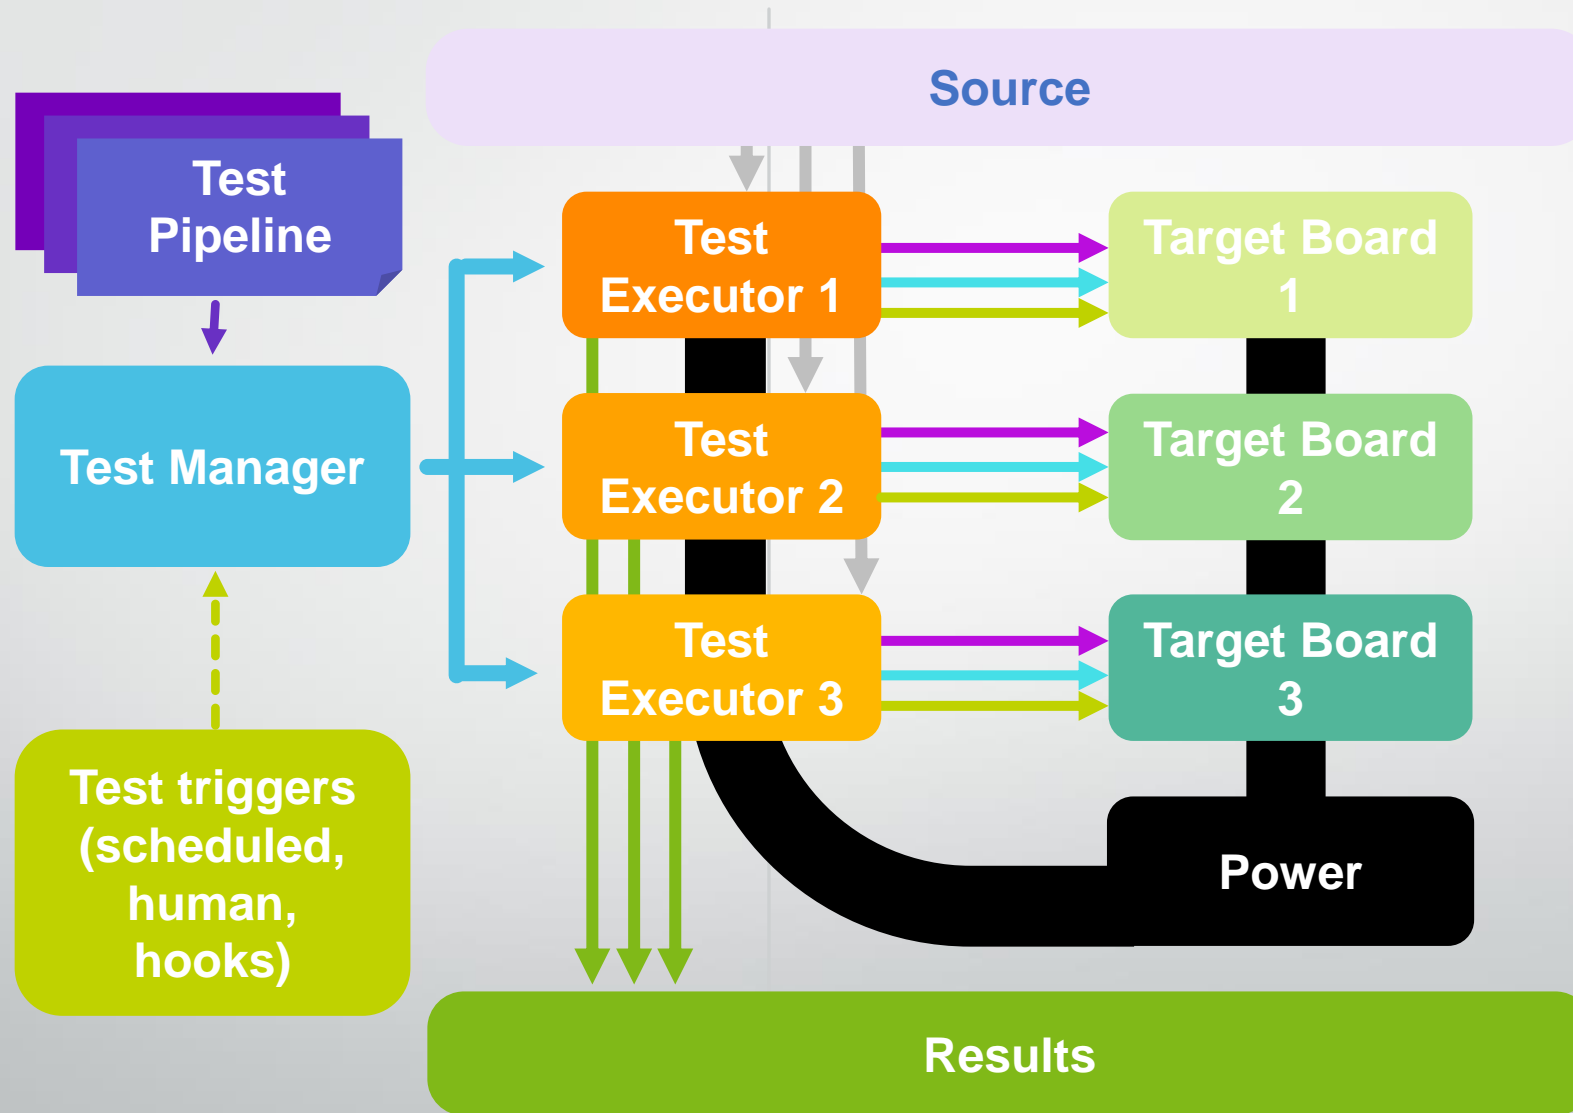 Source
Test
Pipeline
Test
Executor 1
Target Board
1
Test Manager
Test
Executor 2
Target Board
2
Test
Executor 3
Target Board
3
Test triggers
(scheduled,
human,
hooks)
Power
Results